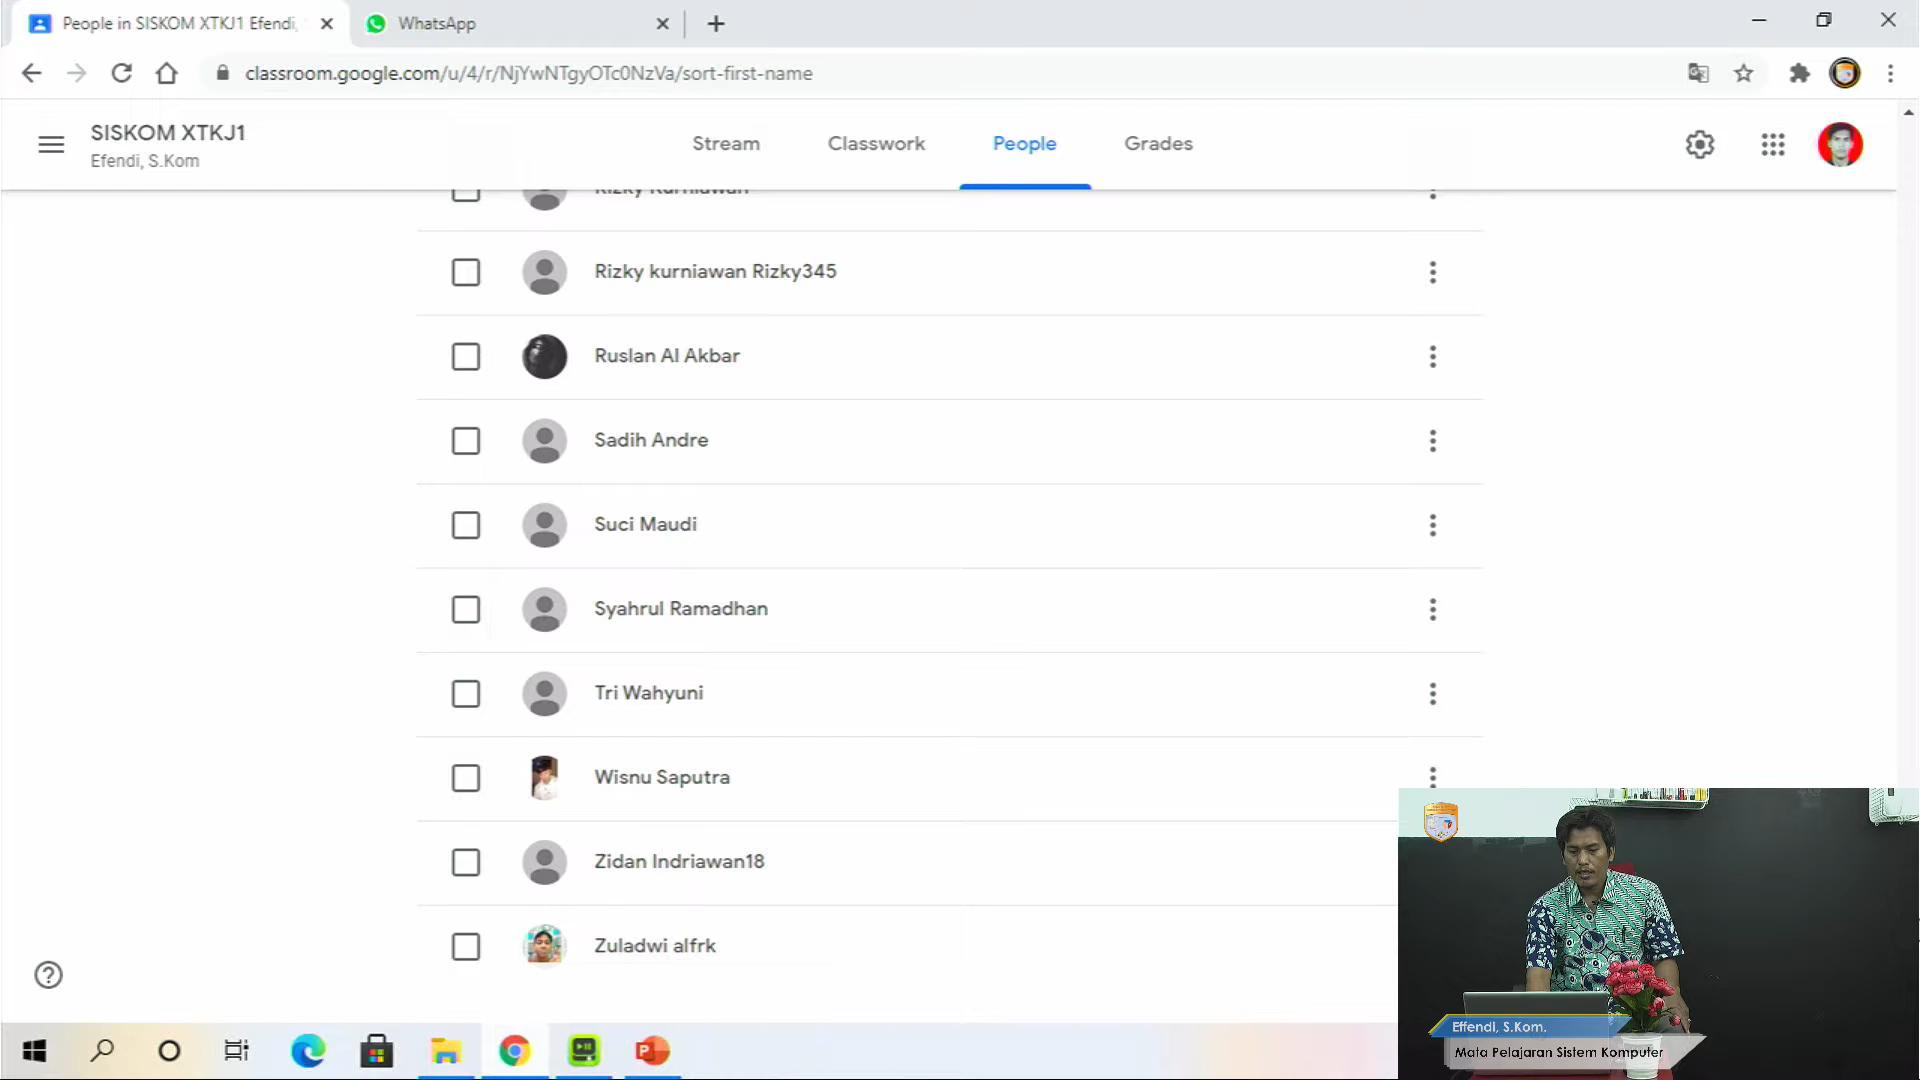 People in SISKOM XTKJ1 Efendi,
WhatsApp
classroom.google.com/u/4/r/NjYwNTgyOTc0NzVa/sort-first-name
SISKOM XTKJ1
Efendi, S.Kom
Stream
Classwork
People
Grades
Rizky Kurniawan
Rizky kurniawan Rizky345
Ruslan Al Akbar
Sadih Andre
Suci Maudi
Syahrul Ramadhan
Tri Wahyuni
Wisnu Saputra
Zidan Indriawan18
Zuladwi alfrk
Effendi, S.Kom.
Mata Pelajaran Sistem Komputer